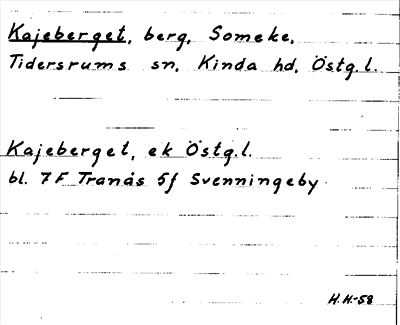 Kajeberget, berg, Someke,
Tidersrums sn, Kinda hd, Östg.l.
Kajeberget, ek Östg.l.
bl. 7F Tranås 5f Svenningeby
H.H-58